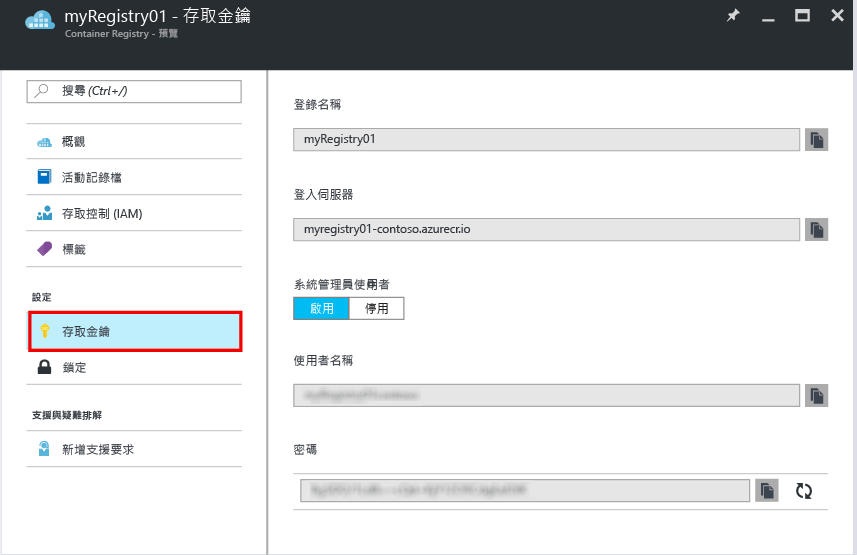 myRegistry01 - 存取金鑰
Container Registry - 預覽
搜尋 (Ctrl+/)
概觀
活動記錄檔
存取控制 (IAM)
標籤
設定
存取金鑰
鎖定
支援與疑難排解
新增支援要求
登錄名稱
myRegistry01
登入伺服器
myregistry01-contoso.azurecr.io
系統管理員使用者
啟用 停用
使用者名稱
密碼